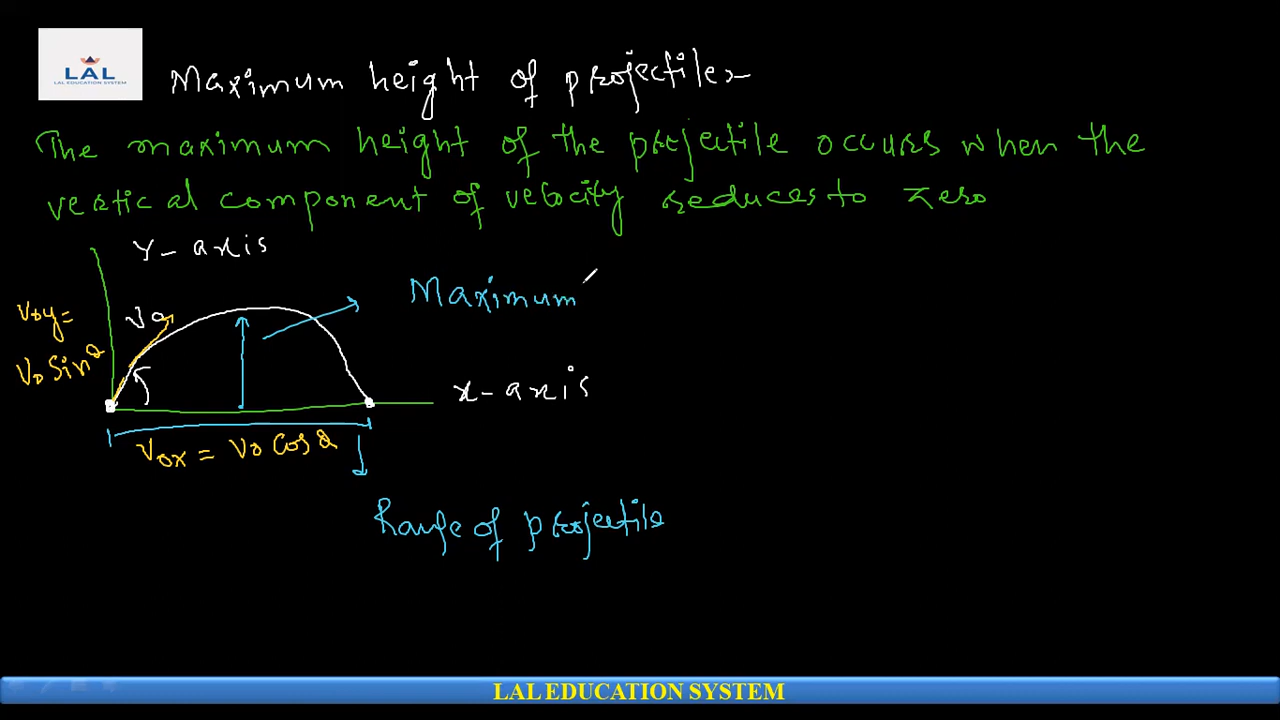 LAL
LAL EDUCATION SYSTEM
Maximum height of projectile:-
The maximum height of the projectile occurs when the
vertical component of velocity reduces to zero
Y-axis
Voy =
Vo Sinθ
Vo
Maximum
x-axis
Vox = Vo Cosθ
Range of projectile
LAL EDUCATION SYSTEM